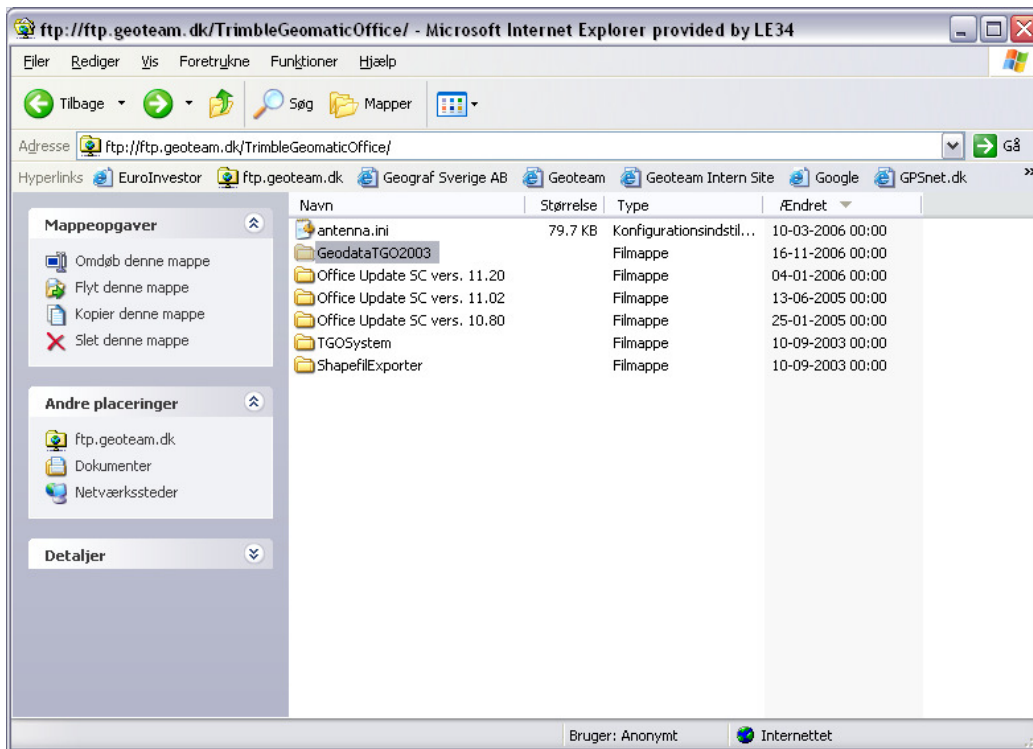 ftp://ftp.geoteam.dk/TrimbleGeomaticOffice/ - Microsoft Internet Explorer provided by LE34
Filer Rediger Vis Foretrukne Funktioner Hjælp
Tilbage Søg Mapper
Adresse ftp://ftp.geoteam.dk/TrimbleGeomaticOffice/ Gå
Hyperlinks EuroInvestor ftp.geoteam.dk Geograf Sverige AB Geoteam Geoteam Intern Site Google GPSnet.dk »
Mappeopgaver
Omdøb denne mappe
Flyt denne mappe
Kopier denne mappe
Slet denne mappe
Andre placeringer
ftp.geoteam.dk
Dokumenter
Netværkssteder
Detaljer
Navn Størrelse Type Ændret
antenna.ini 79.7 KB Konfigurationsindstil... 10-03-2006 00:00
GeodataTGO2003 Filmappe 16-11-2006 00:00
Office Update SC vers. 11.20 Filmappe 04-01-2006 00:00
Office Update SC vers. 11.02 Filmappe 13-06-2005 00:00
Office Update SC vers. 10.80 Filmappe 25-01-2005 00:00
TGOSystem Filmappe 10-09-2003 00:00
ShapefilExporter Filmappe 10-09-2003 00:00
Bruger: Anonymt Internettet